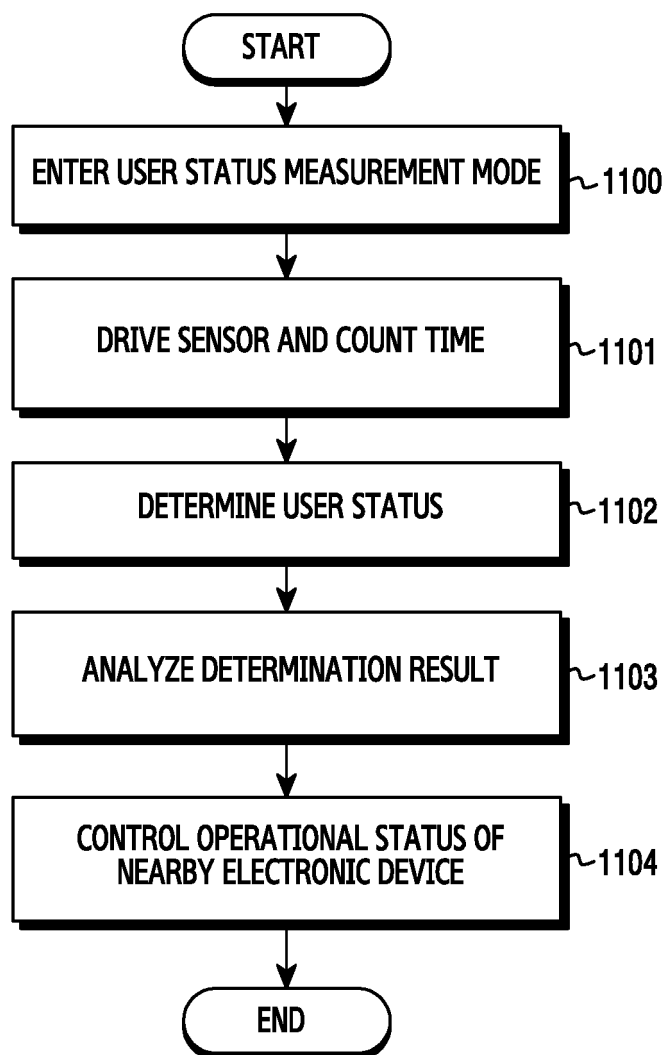 START
ENTER USER STATUS MEASUREMENT MODE
1100
DRIVE SENSOR AND COUNT TIME
1101
DETERMINE USER STATUS
1102
ANALYZE DETERMINATION RESULT
1103
CONTROL OPERATIONAL STATUS OF
NEARBY ELECTRONIC DEVICE
1104
END